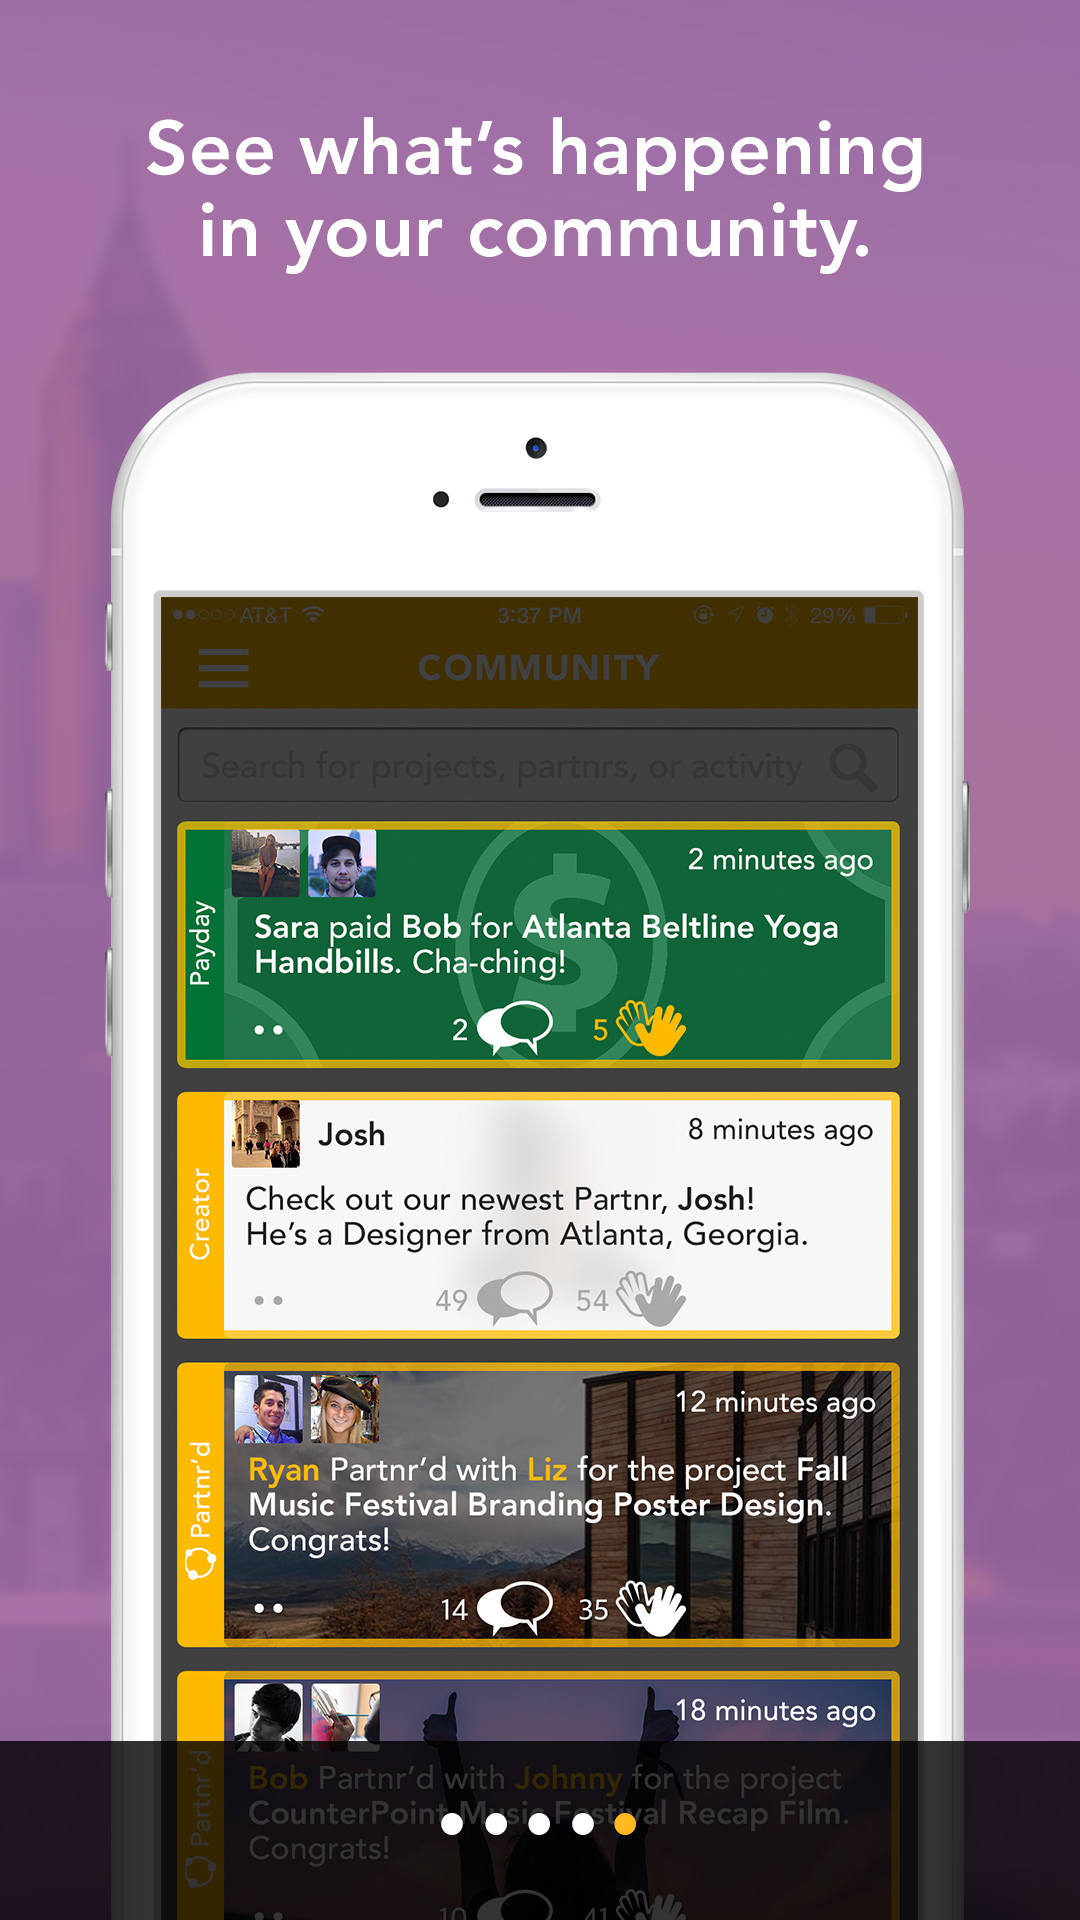 See what's happening
in your community.
AT&T 3:37 PM 29%
COMMUNITY
Search for projects, partnrs, or activity
Payday
2 minutes ago
Sara paid Bob for Atlanta Beltline Yoga
Handbills. Cha-ching!
2 5
Creator
Josh 8 minutes ago
Check out our newest Partnr, Josh!
He's a Designer from Atlanta, Georgia.
49 54
Partnr'd
12 minutes ago
Ryan Partnr'd with Liz for the project Fall
Music Festival Branding Poster Design.
Congrats!
14 35
Partnr'd
18 minutes ago
Bob Partnr'd with Johnny for the project
CounterPoint Music Festival Recap Film.
Congrats!
10 41